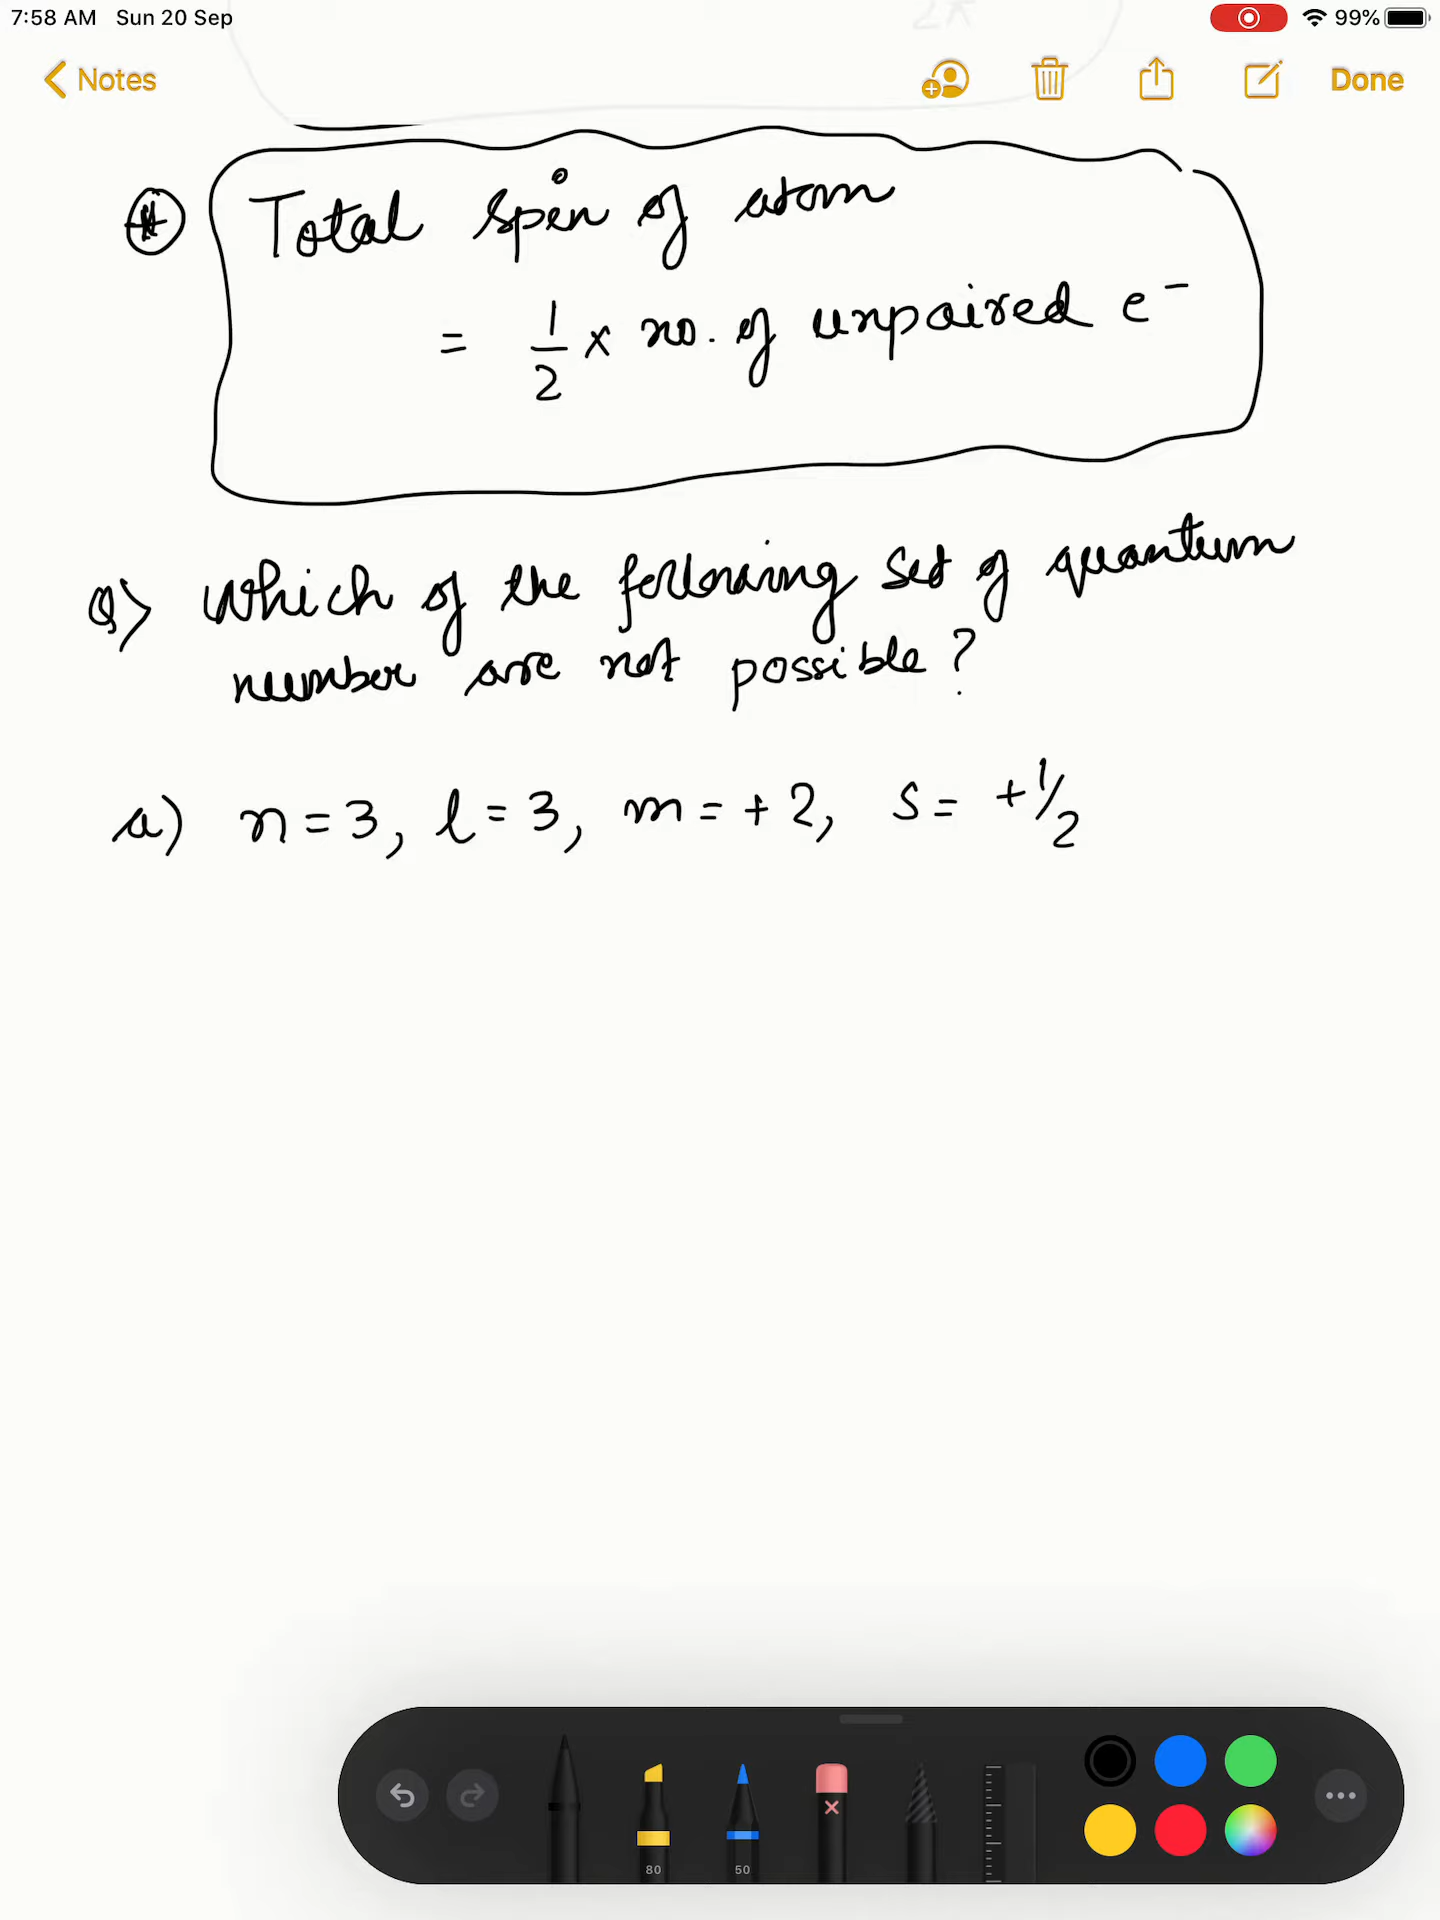 7:58 AM Sun 20 Sep 99%
2π
Notes Done
Total spin of atom
= 1/2 × no. of unpaired e⁻
Q) Which of the following set of quantum
number are not possible?
a) n = 3, l = 3, m = + 2, s = +1/2
80 50